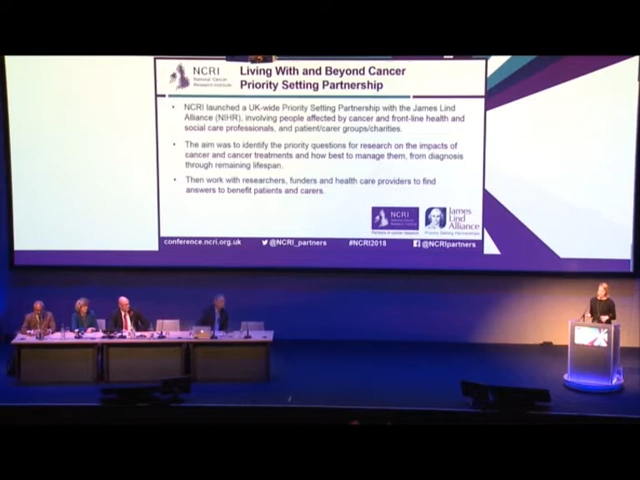 NCRI
National Cancer
Research Institute
Living With and Beyond Cancer
Priority Setting Partnership
• NCRI launched a UK-wide Priority Setting Partnership with the James Lind
Alliance (NIHR), involving people affected by cancer and front-line health and
social care professionals, and patient/carer groups/charities.
• The aim was to identify the priority questions for research on the impacts of
cancer and cancer treatments and how best to manage them, from diagnosis
through remaining lifespan.
• Then work with researchers, funders and health care providers to find
answers to benefit patients and carers.
NCRI
Partners in cancer research
James
Lind
Alliance
Priority Setting Partnerships
conference.ncri.org.uk @NCRI_partners #NCRI2018 @NCRIpartners